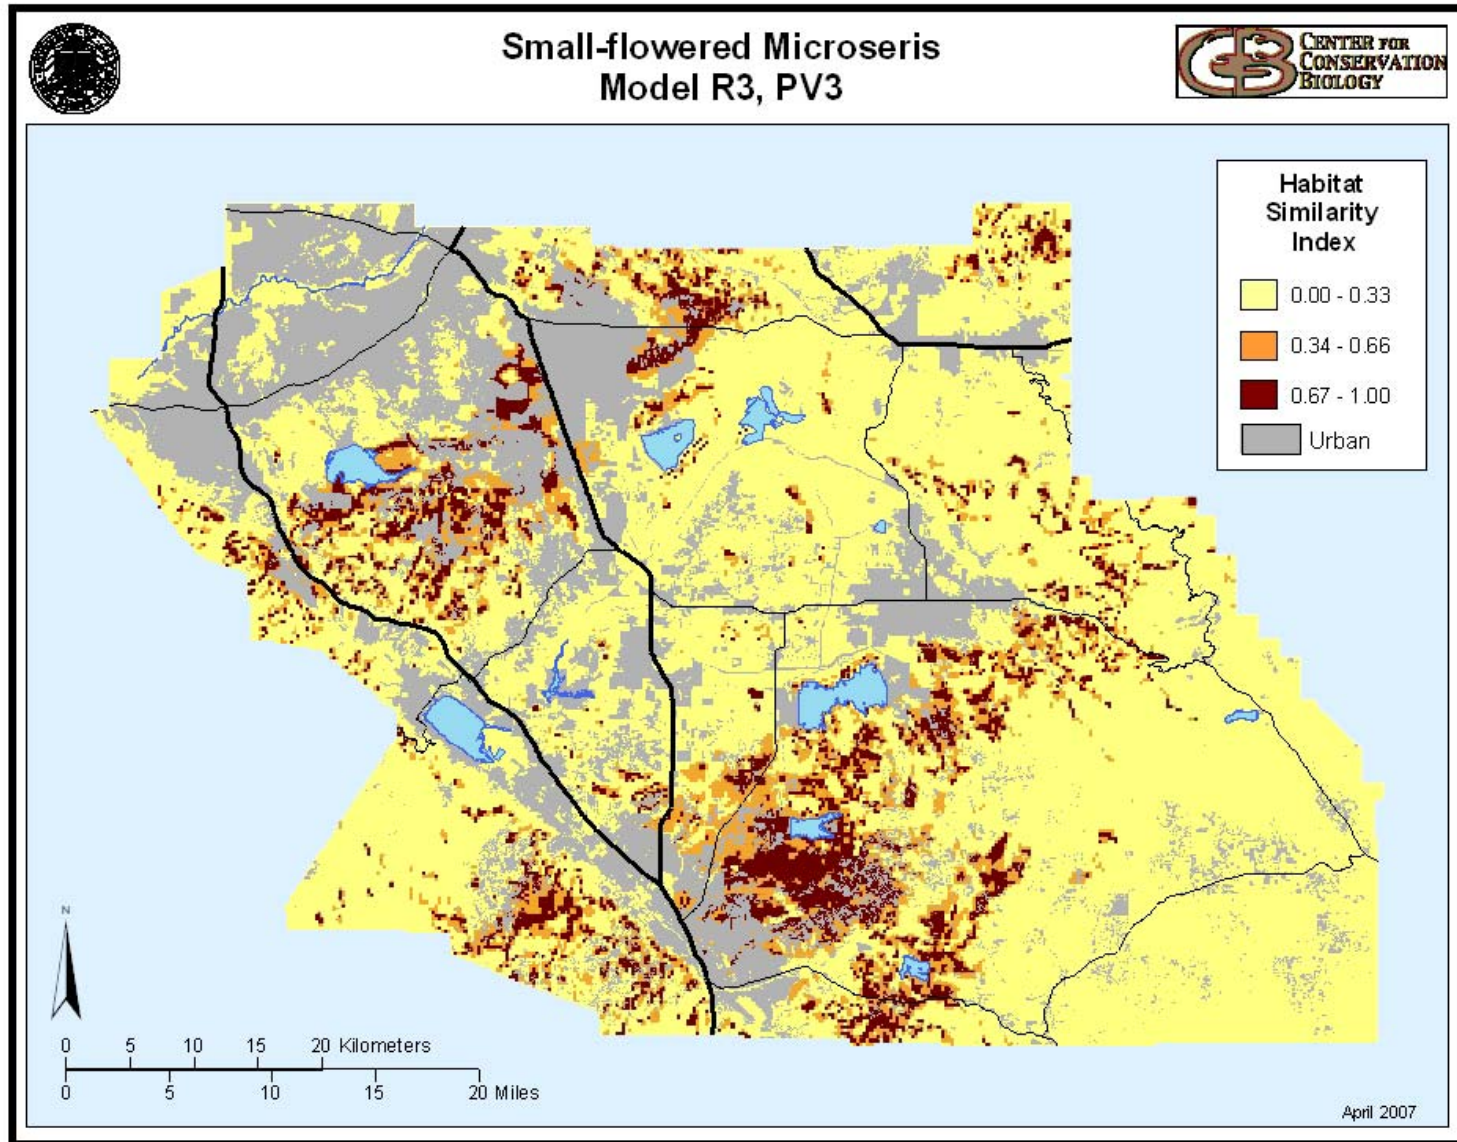 Small-flowered Microseris
Model R3, PV3
CENTER FOR
CONSERVATION
BIOLOGY
Habitat
Similarity
Index
0.00 - 0.33
0.34 - 0.66
0.67 - 1.00
Urban
N
0 5 10 15 20 Kilometers
0 5 10 15 20 Miles
April 2007